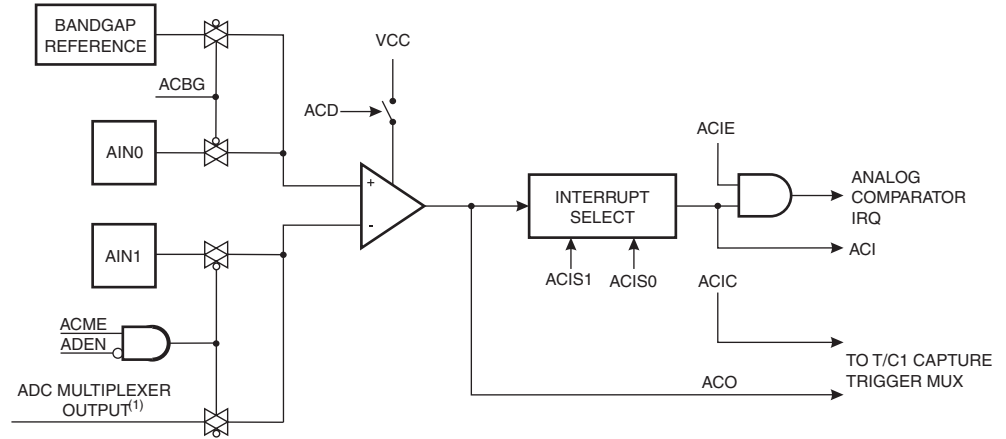 BANDGAP
REFERENCE
VCC
ACBG
ACD
ACIE
AIN0
+
ANALOG
COMPARATOR
IRQ
INTERRUPT
SELECT
-
AIN1
ACI
ACIS1
ACIS0
ACIC
ACME
ADEN
TO T/C1 CAPTURE
TRIGGER MUX
ACO
ADC MULTIPLEXER
OUTPUT(1)